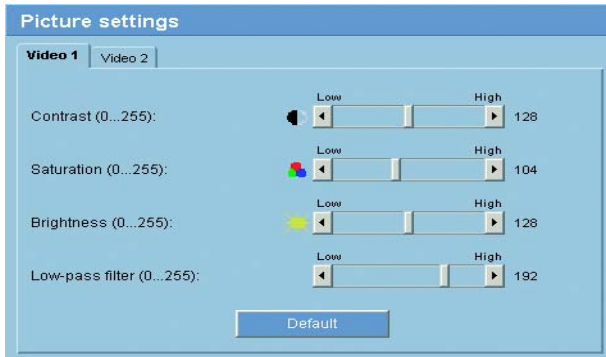 Picture settings
Video 1 Video 2
Low High
Contrast (0...255): 128
Low High
Saturation (0...255): 104
Low High
Brightness (0...255): 128
Low High
Low-pass filter (0...255): 192
Default